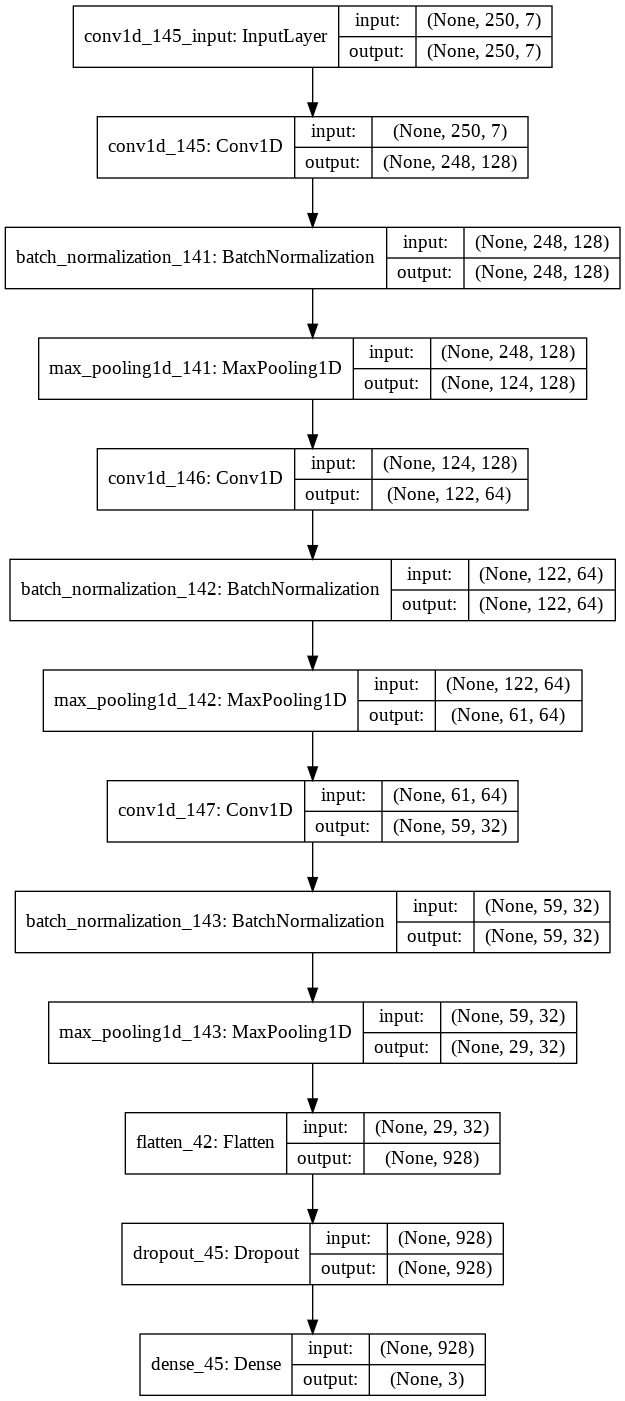 conv1d_145_input: InputLayer
input: (None, 250, 7)
output: (None, 250, 7)
conv1d_145: Conv1D
input: (None, 250, 7)
output: (None, 248, 128)
batch_normalization_141: BatchNormalization
input: (None, 248, 128)
output: (None, 248, 128)
max_pooling1d_141: MaxPooling1D
input: (None, 248, 128)
output: (None, 124, 128)
conv1d_146: Conv1D
input: (None, 124, 128)
output: (None, 122, 64)
batch_normalization_142: BatchNormalization
input: (None, 122, 64)
output: (None, 122, 64)
max_pooling1d_142: MaxPooling1D
input: (None, 122, 64)
output: (None, 61, 64)
conv1d_147: Conv1D
input: (None, 61, 64)
output: (None, 59, 32)
batch_normalization_143: BatchNormalization
input: (None, 59, 32)
output: (None, 59, 32)
max_pooling1d_143: MaxPooling1D
input: (None, 59, 32)
output: (None, 29, 32)
flatten_42: Flatten
input: (None, 29, 32)
output: (None, 928)
dropout_45: Dropout
input: (None, 928)
output: (None, 928)
dense_45: Dense
input: (None, 928)
output: (None, 3)